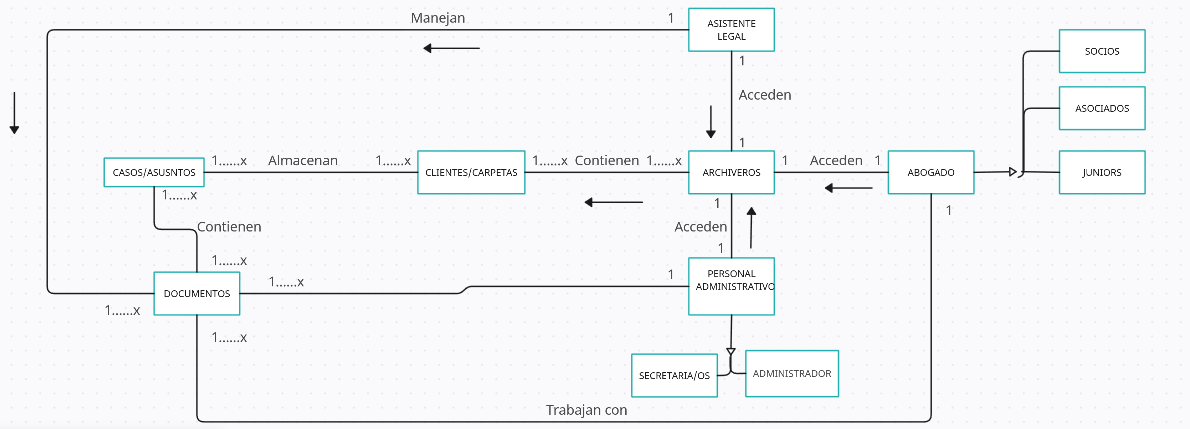 Manejan
1
ASISTENTE
LEGAL
SOCIOS
1
Acceden
ASOCIADOS
1
1......x
Almacenan
1......x
1......x
Contienen
1......x
1
Acceden
1
CASOS/ASUSNTOS
CLIENTES/CARPETAS
ARCHIVEROS
ABOGADO
JUNIORS
1......x
1
1
Contienen
Acceden
1
1......x
1......x
1
PERSONAL
ADMINISTRATIVO
DOCUMENTOS
1......x
1......x
SECRETARIA/OS
ADMINISTRADOR
Trabajan con